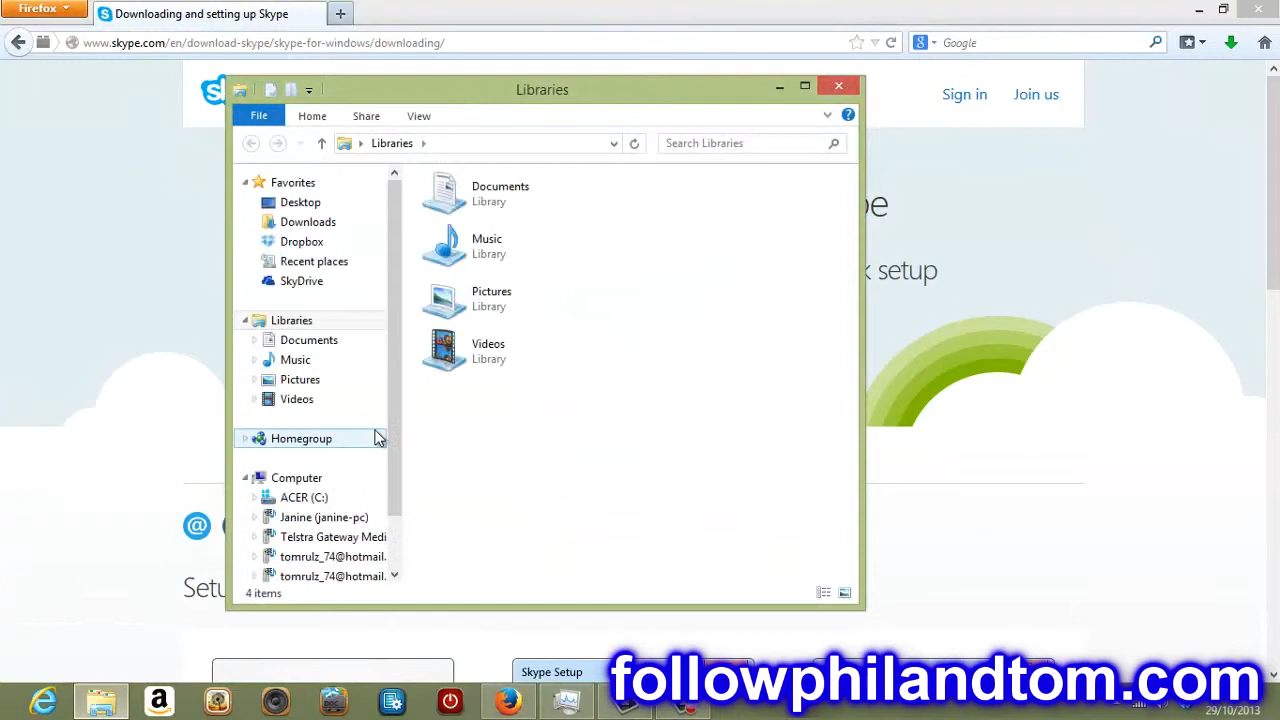 Firefox
Downloading and setting up Skype
www.skype.com/en/download-skype/skype-for-windows/downloading/
Google
Sign in
Join us
Libraries
File
Home
Share
View
Libraries
Search Libraries
Favorites
Desktop
Downloads
Dropbox
Recent places
SkyDrive
Libraries
Documents
Music
Pictures
Videos
Homegroup
Computer
ACER (C:)
Janine (janine-pc)
Telstra Gateway Medi
tomrulz_74@hotmail.
tomrulz_74@hotmail.
Documents
Library
Music
Library
Pictures
Library
Videos
Library
4 items
pe
k setup
Setu
Skype Setup
DOC
followphilandtom.com
29/10/2013